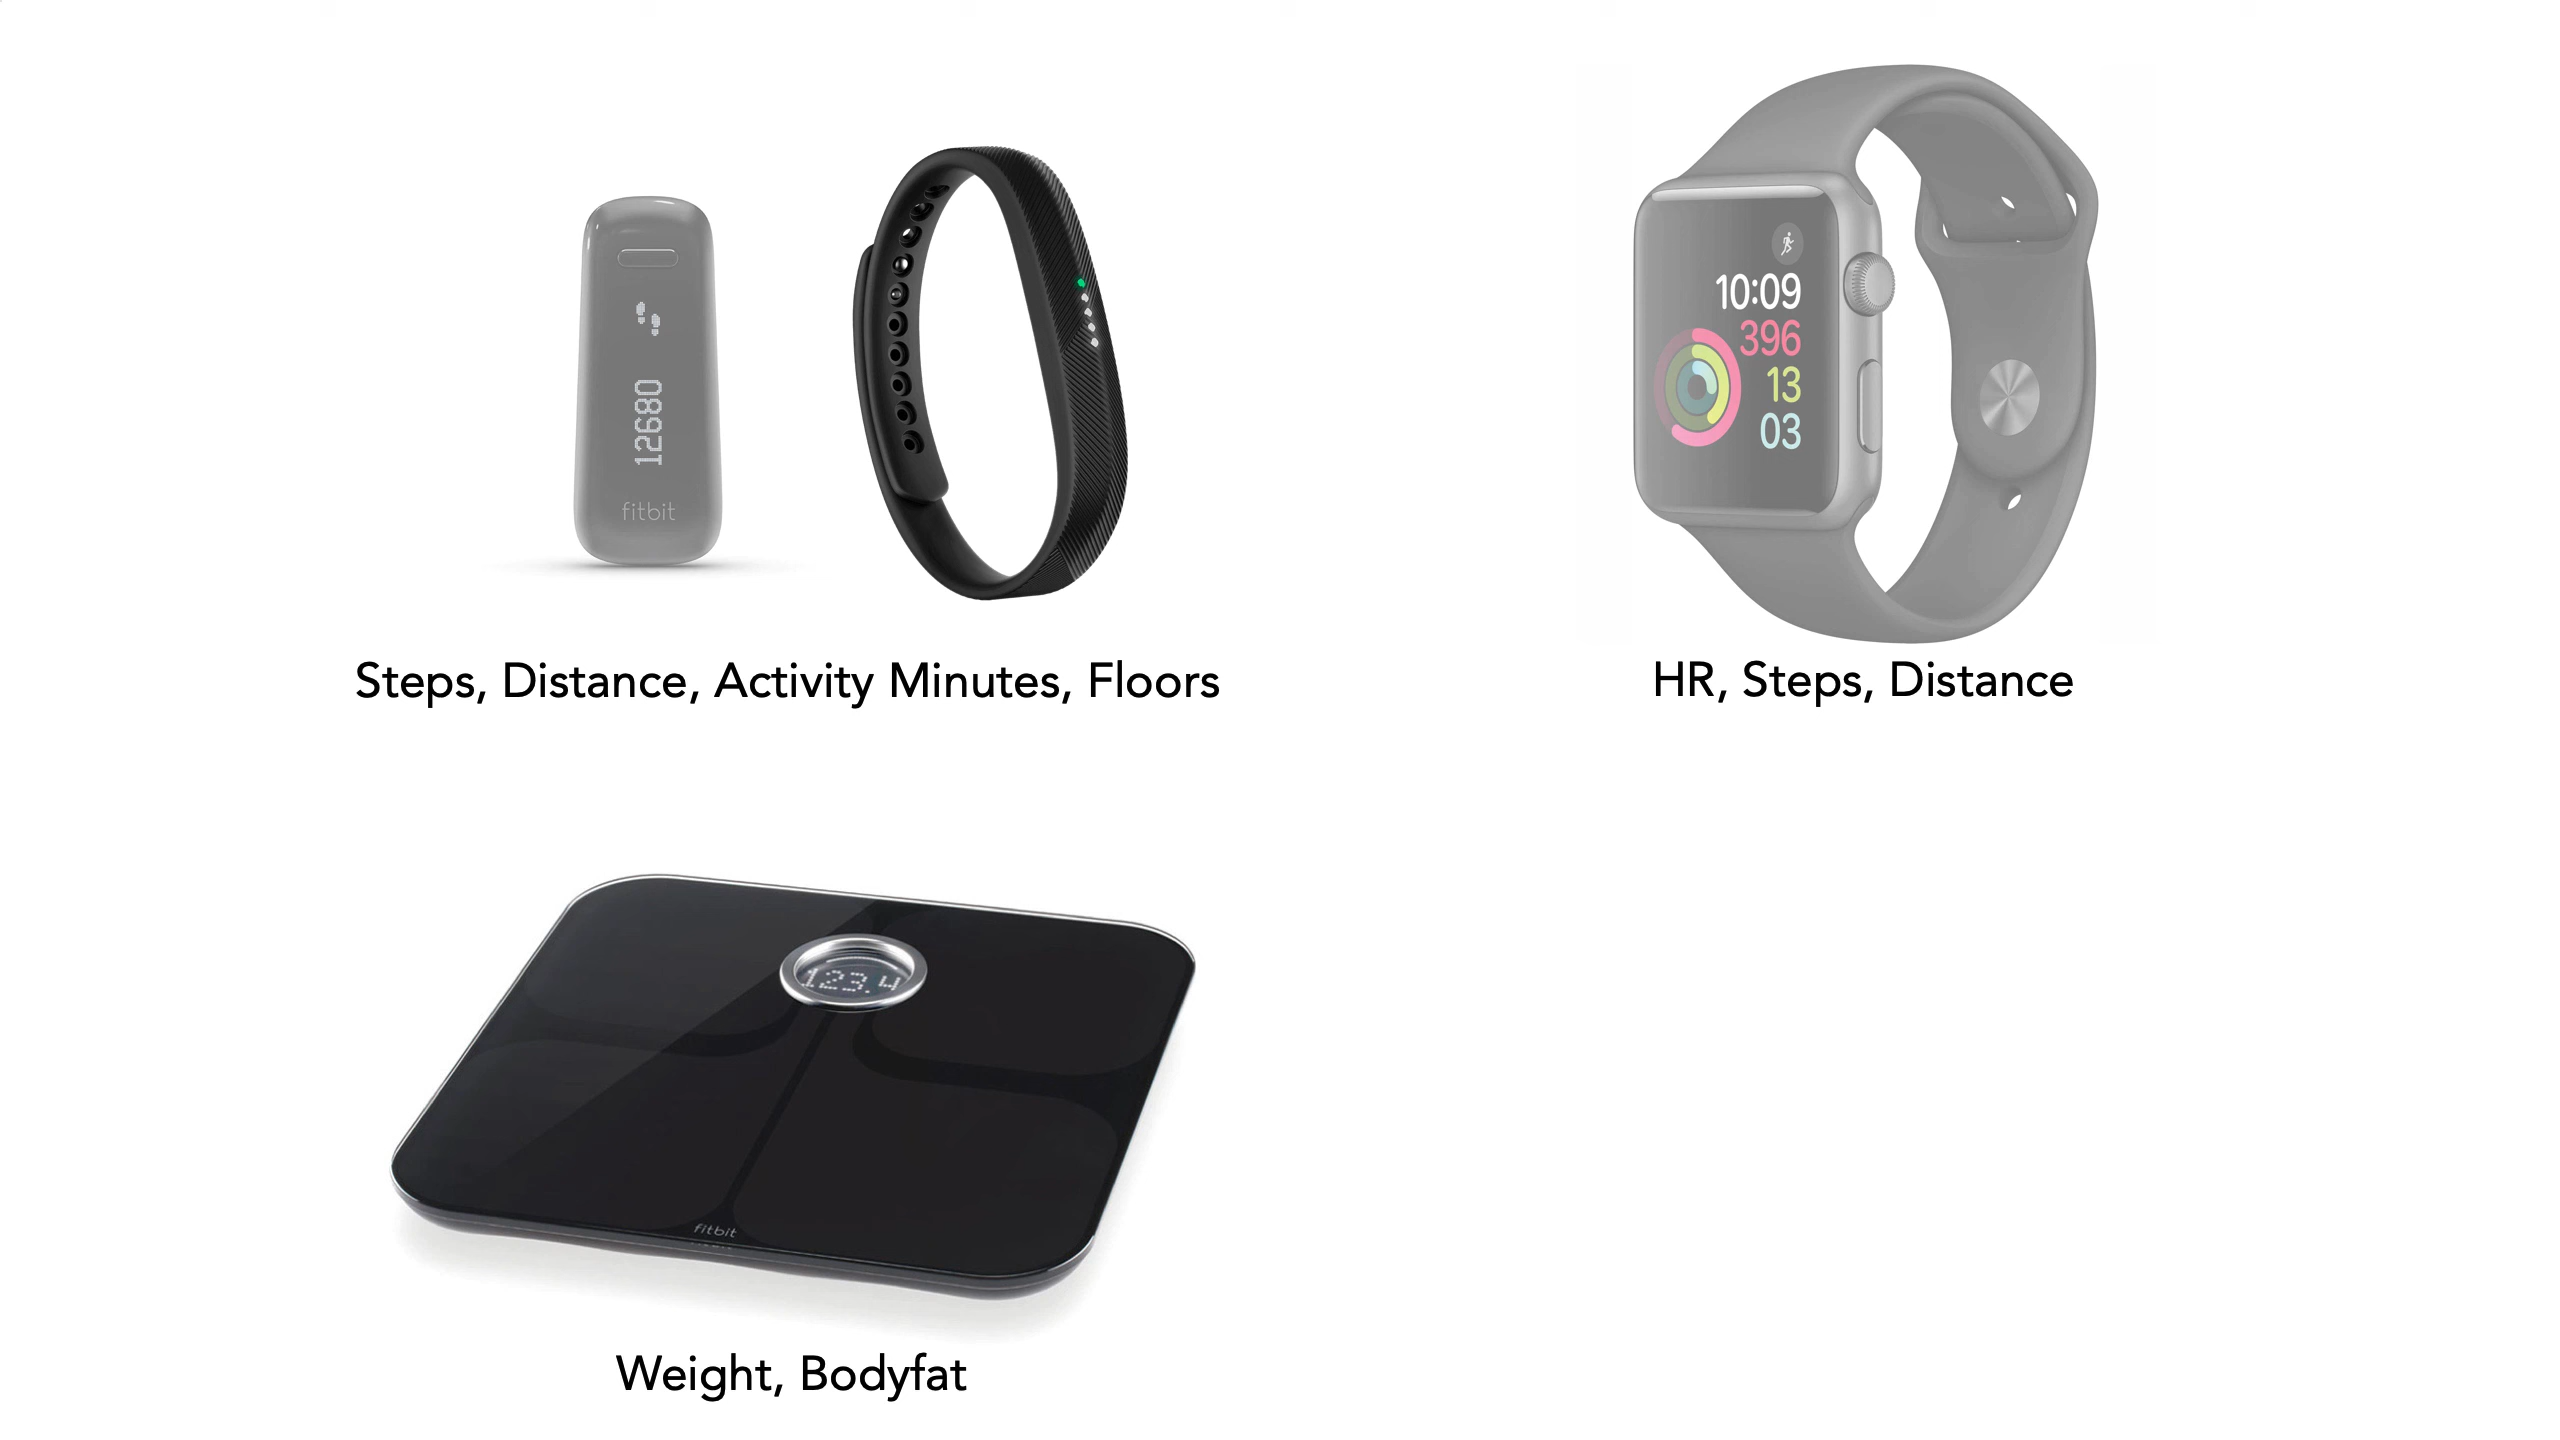 12680
fitbit
10:09
396
13
03
Steps, Distance, Activity Minutes, Floors
HR, Steps, Distance
123.4
fitbit
Weight, Bodyfat